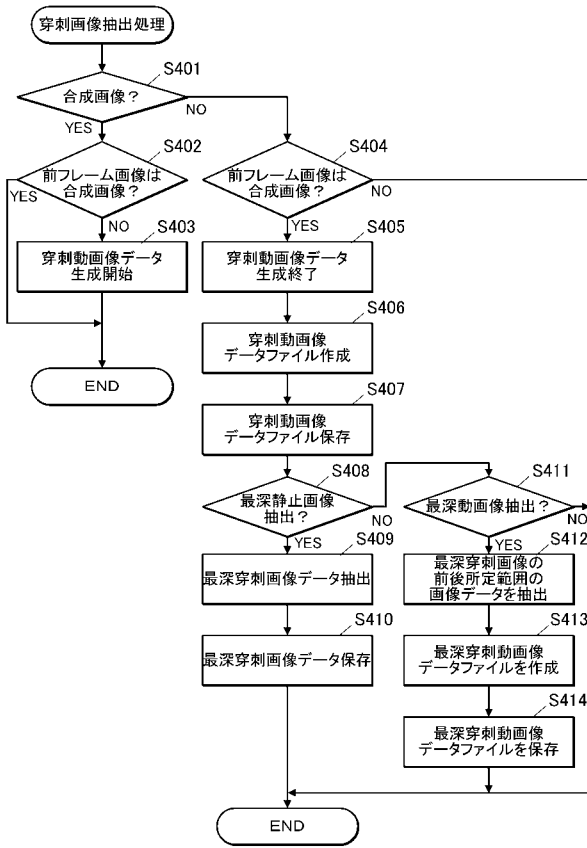 穿刺画像抽出処理
S401
合成画像?
NO
YES
S402
前フレーム画像は
合成画像?
YES
NO
S403
穿刺動画像データ
生成開始
END
S404
前フレーム画像は
合成画像?
NO
YES
S405
穿刺動画像データ
生成終了
S406
穿刺動画像
データファイル作成
S407
穿刺動画像
データファイル保存
S408
最深静止画像
抽出?
NO
YES
S409
最深穿刺画像データ抽出
S410
最深穿刺画像データ保存
S411
最深動画像抽出?
NO
YES
S412
最深穿刺画像の
前後所定範囲の
画像データを抽出
S413
最深穿刺動画像
データファイルを作成
S414
最深穿刺動画像
データファイルを保存
END